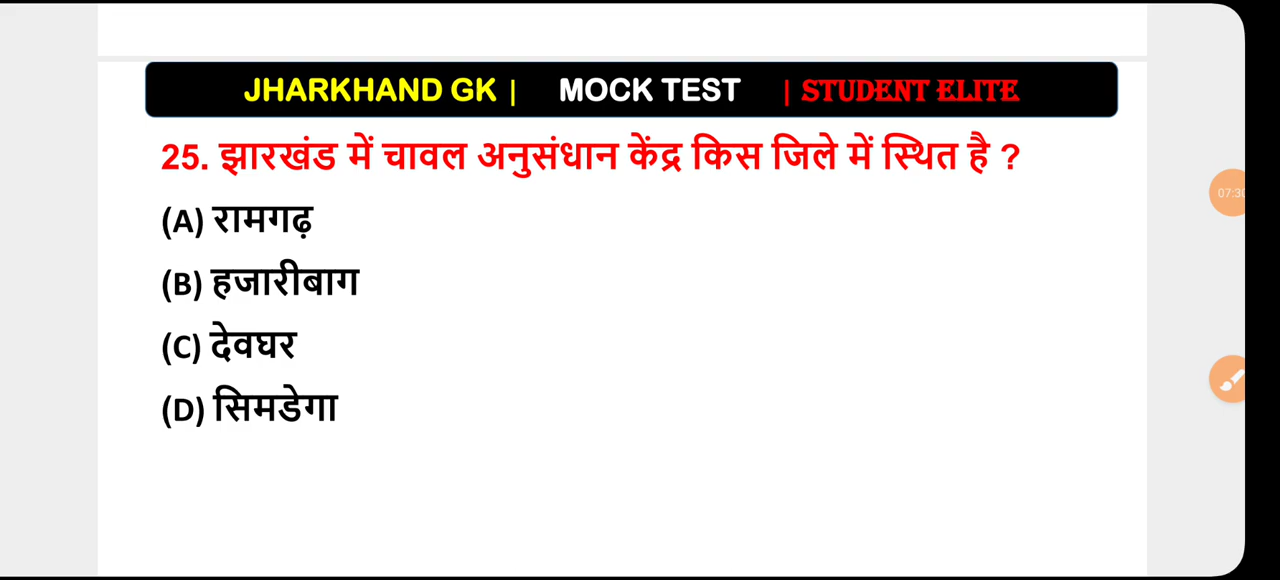 JHARKHAND GK | MOCK TEST | STUDENT ELITE
25. झारखंड में चावल अनुसंधान केंद्र किस जिले में स्थित है ?
(A) रामगढ़
(B) हजारीबाग
(C) देवघर
(D) सिमडेगा